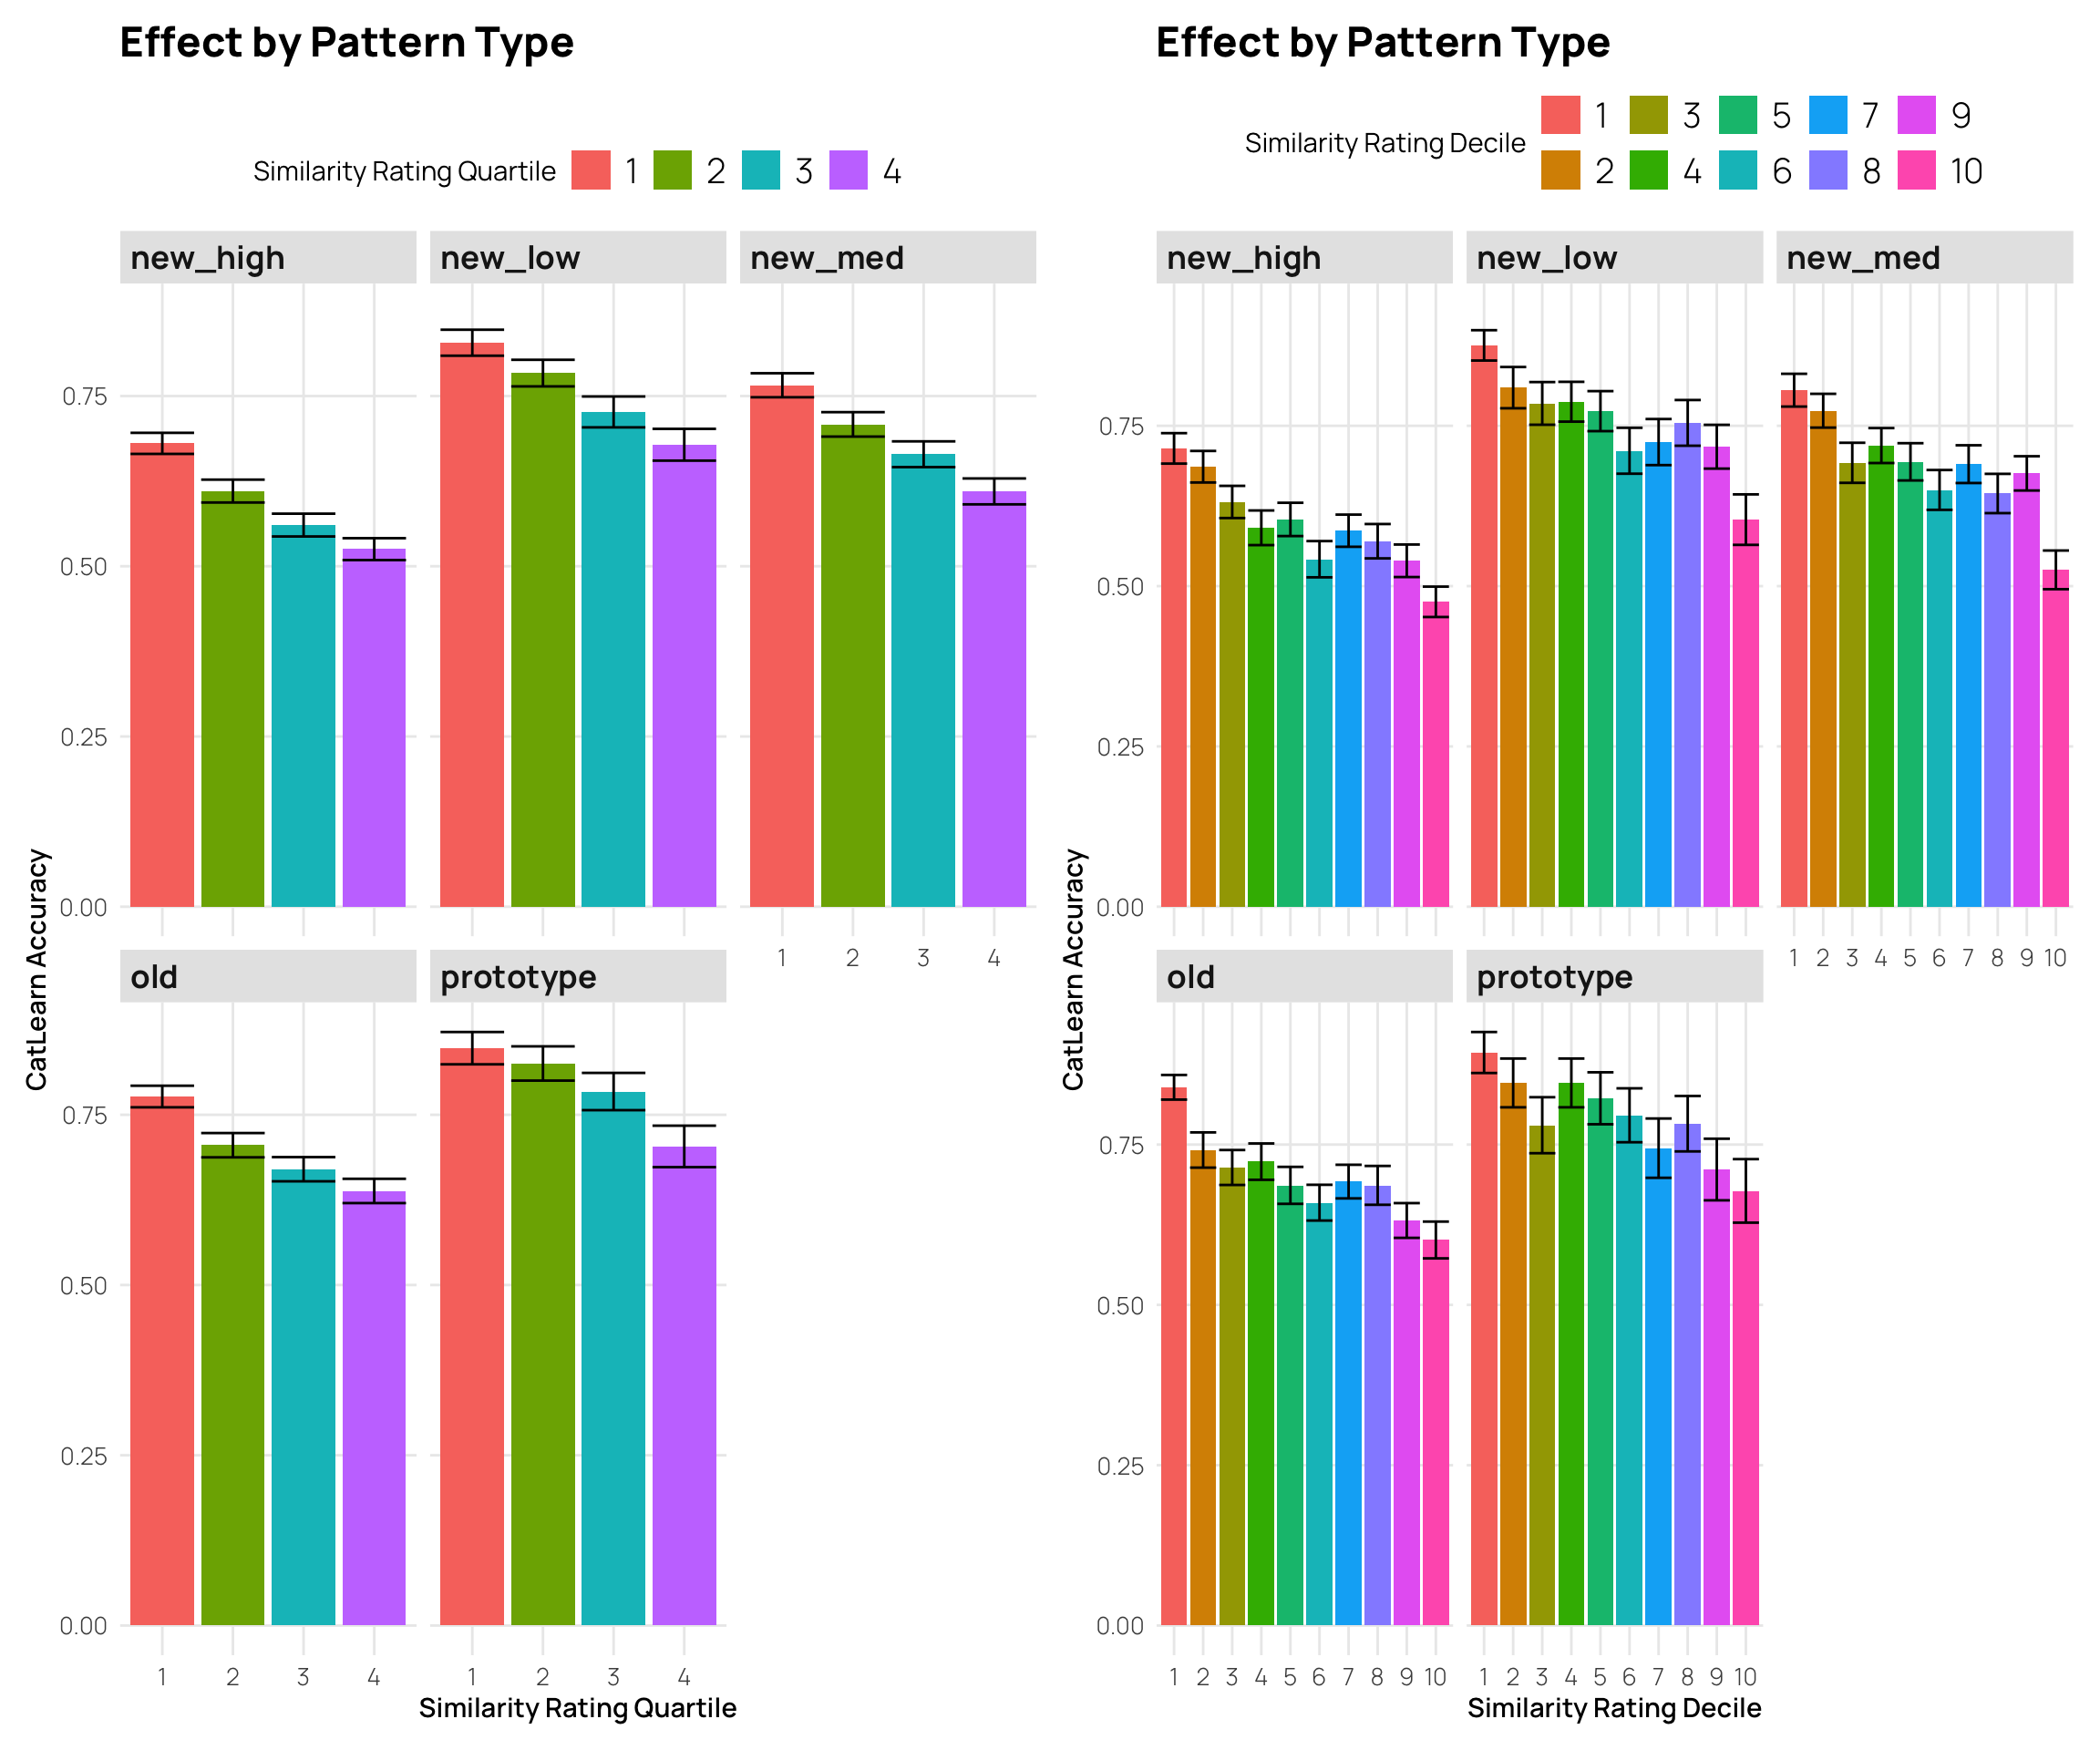 Effect by Pattern Type
Similarity Rating Quartile 1 2 3 4
new_high new_low new_med
0.75
0.50
0.25
0.00
1 2 3 4
old prototype
0.75
0.50
0.25
0.00
1 2 3 4 1 2 3 4
Similarity Rating Quartile
CatLearn Accuracy
Effect by Pattern Type
Similarity Rating Decile
1 3 5 7 9
2 4 6 8 10
new_high new_low new_med
0.75
0.50
0.25
0.00
1 2 3 4 5 6 7 8 9 10
old prototype
0.75
0.50
0.25
0.00
1 2 3 4 5 6 7 8 9 10 1 2 3 4 5 6 7 8 9 10
Similarity Rating Decile
CatLearn Accuracy